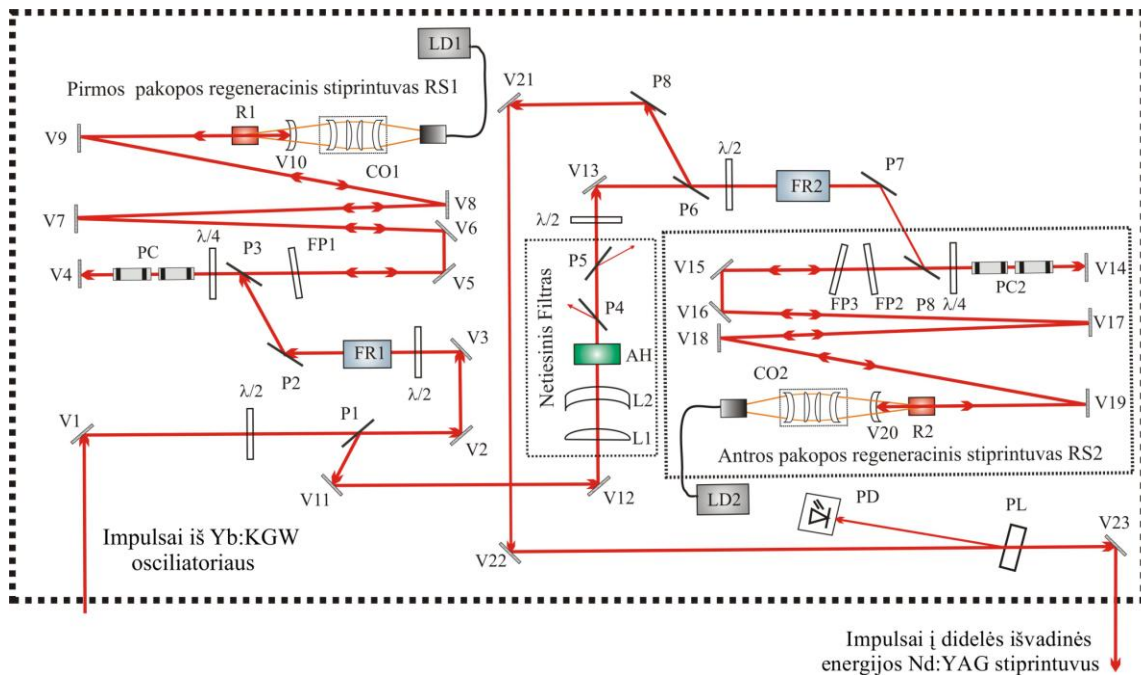 LD1
Pirmos pakopos regeneracinis stiprintuvas RS1
R1
V9
V10
CO1
V7
V8
V6
λ/4
P3
FP1
PC
V4
V5
V3
FR1
P2
λ/2
λ/2
V1
P1
V2
V11
V12
Impulsai iš Yb:KGW
osciliatoriaus
V21
P8
V13
λ/2
P6
FR2
P7
λ/2
Netiesinis Filtras
P5
P4
AH
L2
L1
V15
V14
FP3
FP2
P8
λ/4
PC2
V16
V17
V18
CO2
V19
V20
R2
Antros pakopos regeneracinis stiprintuvas RS2
LD2
PD
PL
V23
V22
Impulsai į didelės išvadinės
energijos Nd:YAG stiprintuvus